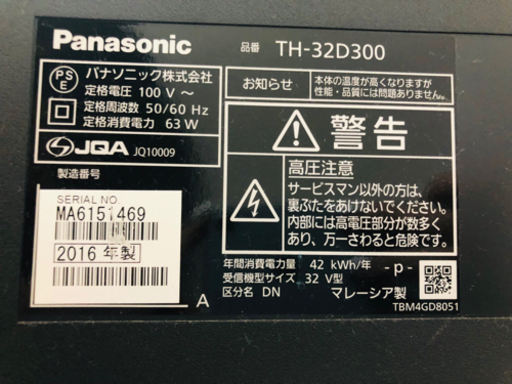 Panasonic
品番 TH-32D300
PS
E
パナソニック株式会社
定格電圧 100 V ～
定格周波数 50/60 Hz
定格消費電力 63 W
JQA JQ10009
製造番号
SERIAL NO.
MA6151469
2016 年製
A
お知らせ
本体の温度が高くなりますが
性能・品質には問題ありません。
警告
高圧注意
サービスマン以外の方は、
裏ぶたをあけないでください。
内部には高電圧部分が数多く
あり、万一さわると危険です。
年間消費電力量 42 kWh/年
受信機型サイズ 32 V型
区分名 DN
- p -
マレーシア製
TBM4GD8051